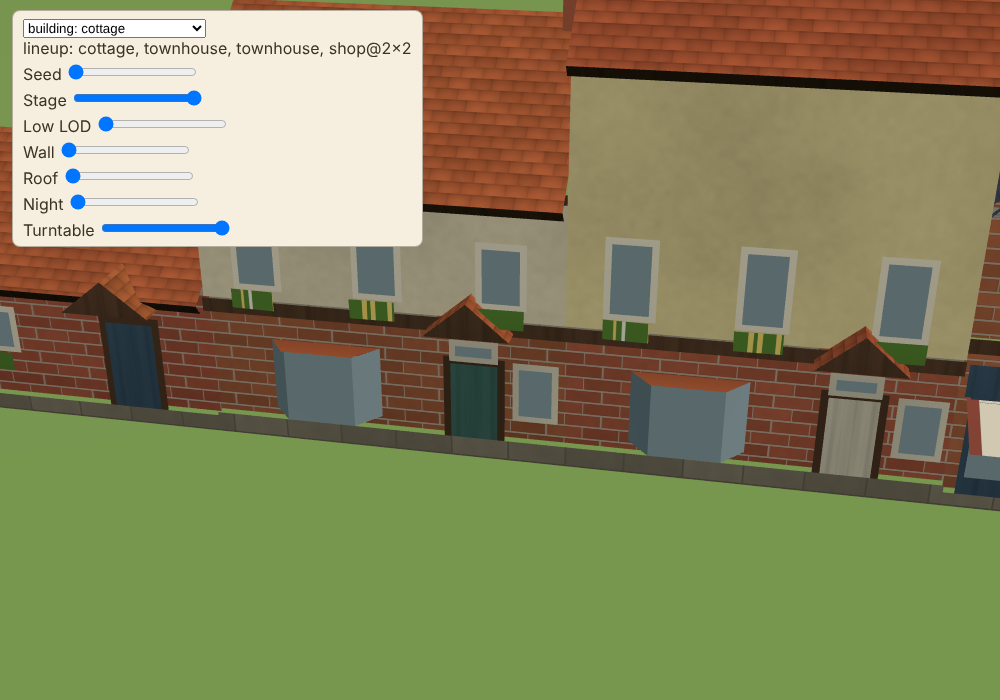 building: cottage
lineup: cottage, townhouse, townhouse, shop@2×2
Seed
Stage
Low LOD
Wall
Roof
Night
Turntable